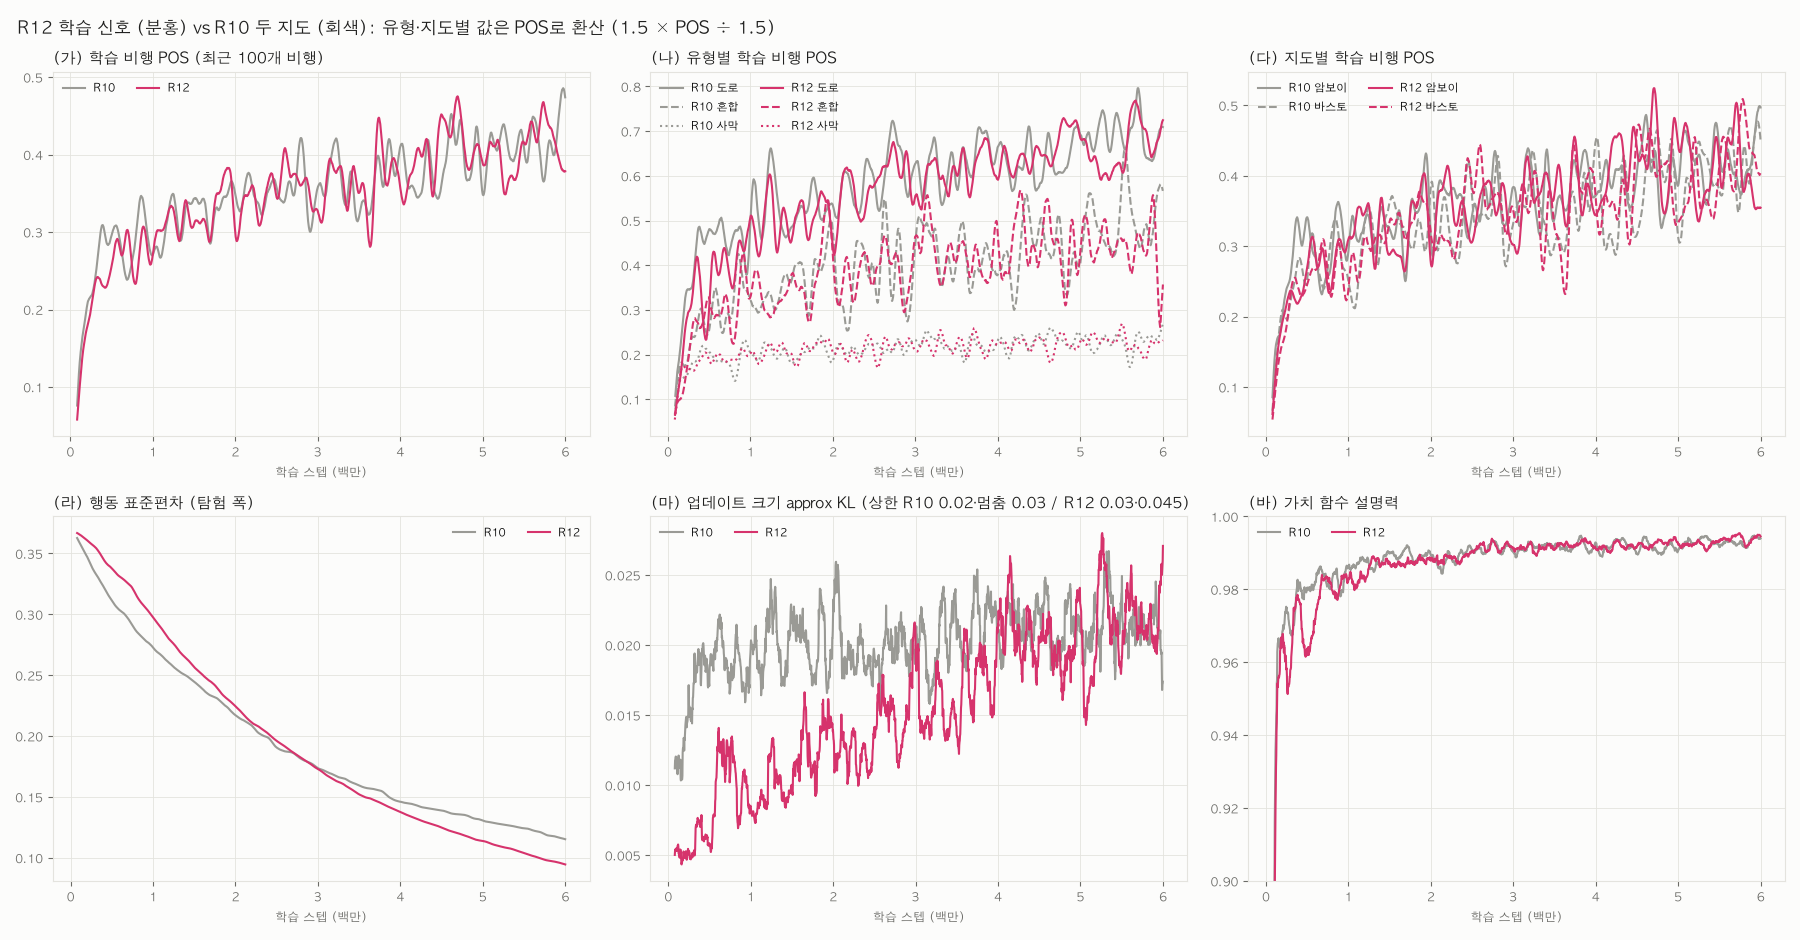 R12 학습 신호 (분홍) vs R10 두 지도 (회색): 유형·지도별 값은 POS로 환산 (1.5 × POS ÷ 1.5)
(가) 학습 비행 POS (최근 100개 비행)
R10
R12
0.5
0.4
0.3
0.2
0.1
0 1 2 3 4 5 6
학습 스텝 (백만)
(나) 유형별 학습 비행 POS
R10 도로
R10 혼합
R10 사막
R12 도로
R12 혼합
R12 사막
0.8
0.7
0.6
0.5
0.4
0.3
0.2
0.1
0 1 2 3 4 5 6
학습 스텝 (백만)
(다) 지도별 학습 비행 POS
R10 암보이
R10 바스토
R12 암보이
R12 바스토
0.5
0.4
0.3
0.2
0.1
0 1 2 3 4 5 6
학습 스텝 (백만)
(라) 행동 표준편차 (탐험 폭)
R10
R12
0.35
0.30
0.25
0.20
0.15
0.10
0 1 2 3 4 5 6
학습 스텝 (백만)
(마) 업데이트 크기 approx KL (상한 R10 0.02·멈춤 0.03 / R12 0.03·0.045)
R10
R12
0.025
0.020
0.015
0.010
0.005
0 1 2 3 4 5 6
학습 스텝 (백만)
(바) 가치 함수 설명력
R10
R12
1.00
0.98
0.96
0.94
0.92
0.90
0 1 2 3 4 5 6
학습 스텝 (백만)